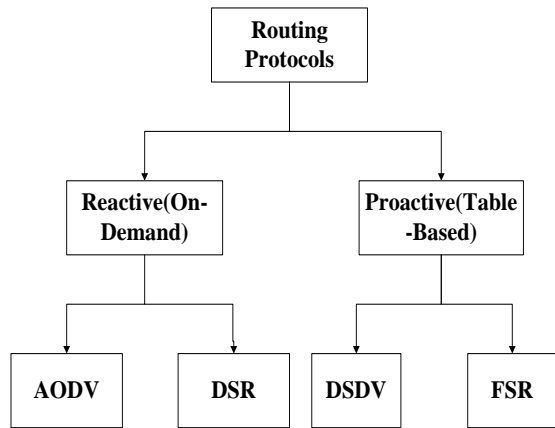 Routing
Protocols
Reactive(On-
Demand)
Proactive(Table
-Based)
AODV
DSR
DSDV
FSR